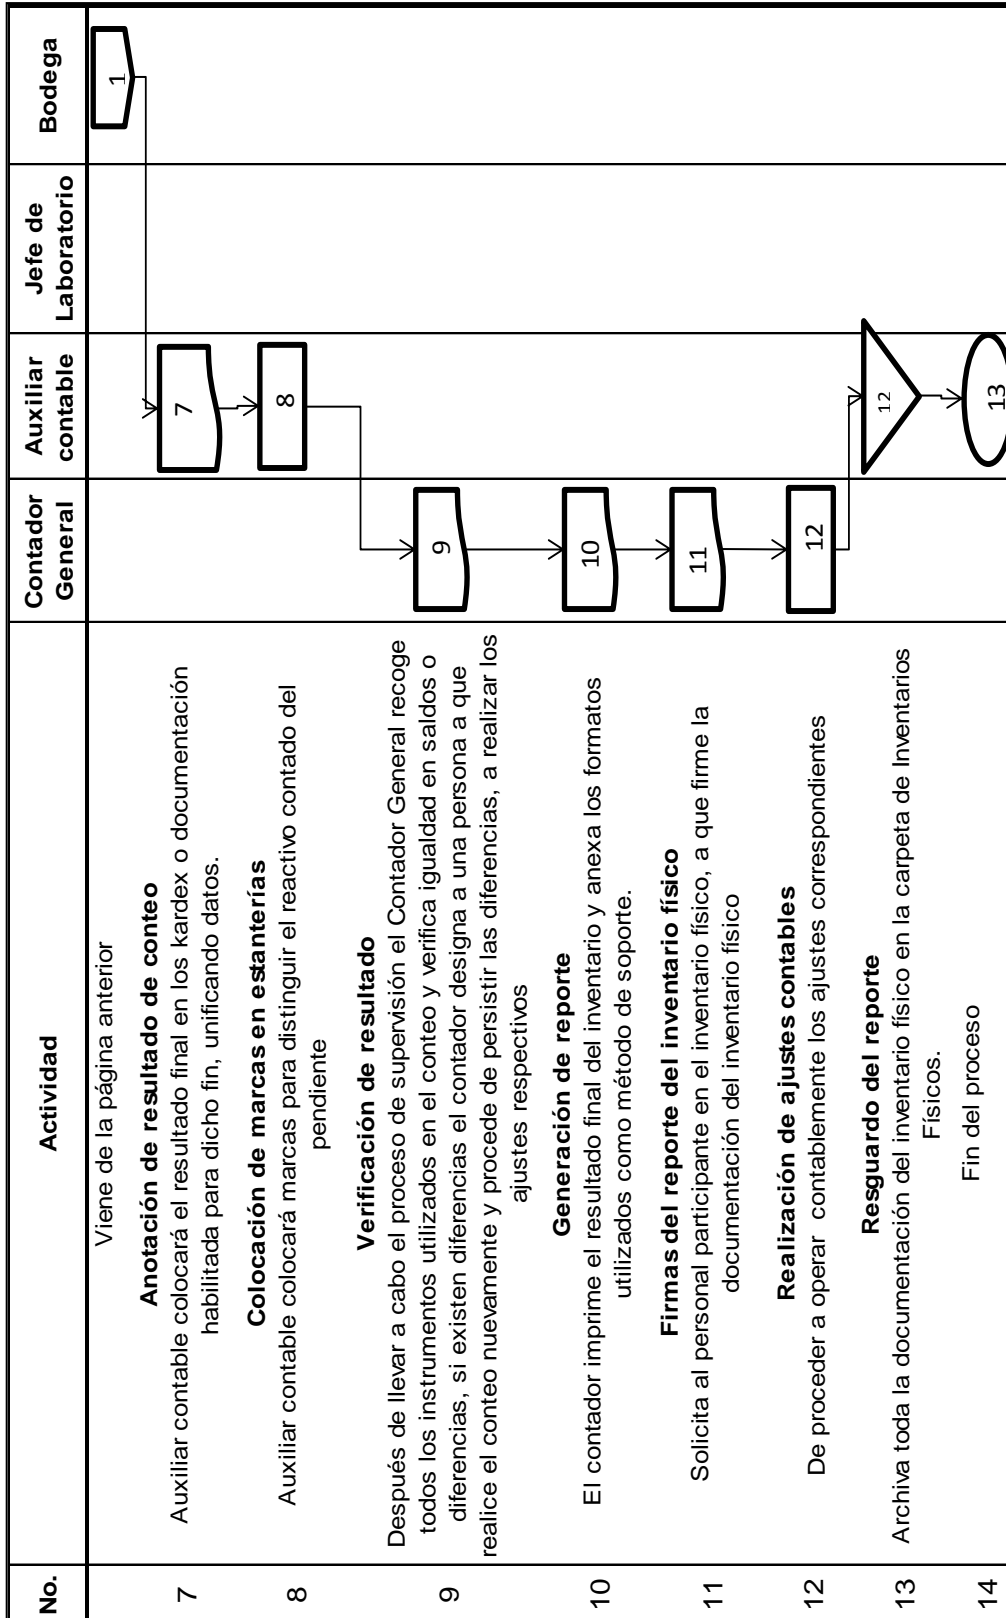 No.
Actividad
Contador
General
Auxiliar
contable
Jefe de
Laboratorio
Bodega
Viene de la página anterior
1
7
Anotación de resultado de conteo
Auxiliar contable colocará el resultado final en los kardex o documentación
habilitada para dicho fin, unificando datos.
7
8
Colocación de marcas en estanterías
Auxiliar contable colocará marcas para distinguir el reactivo contado del
pendiente
8
9
Verificación de resultado
Después de llevar a cabo el proceso de supervisión el Contador General recoge
todos los instrumentos utilizados en el conteo y verifica igualdad en saldos o
diferencias, si existen diferencias el contador designa a una persona a que
realice el conteo nuevamente y procede de persistir las diferencias, a realizar los
ajustes respectivos
9
10
Generación de reporte
El contador imprime el resultado final del inventario y anexa los formatos
utilizados como método de soporte.
10
11
Firmas del reporte del inventario físico
Solicita al personal participante en el inventario físico, a que firme la
documentación del inventario físico
11
12
Realización de ajustes contables
De proceder a operar contablemente los ajustes correspondientes
12
13
Resguardo del reporte
Archiva toda la documentación del inventario físico en la carpeta de Inventarios
Físicos.
12
14
Fin del proceso
13